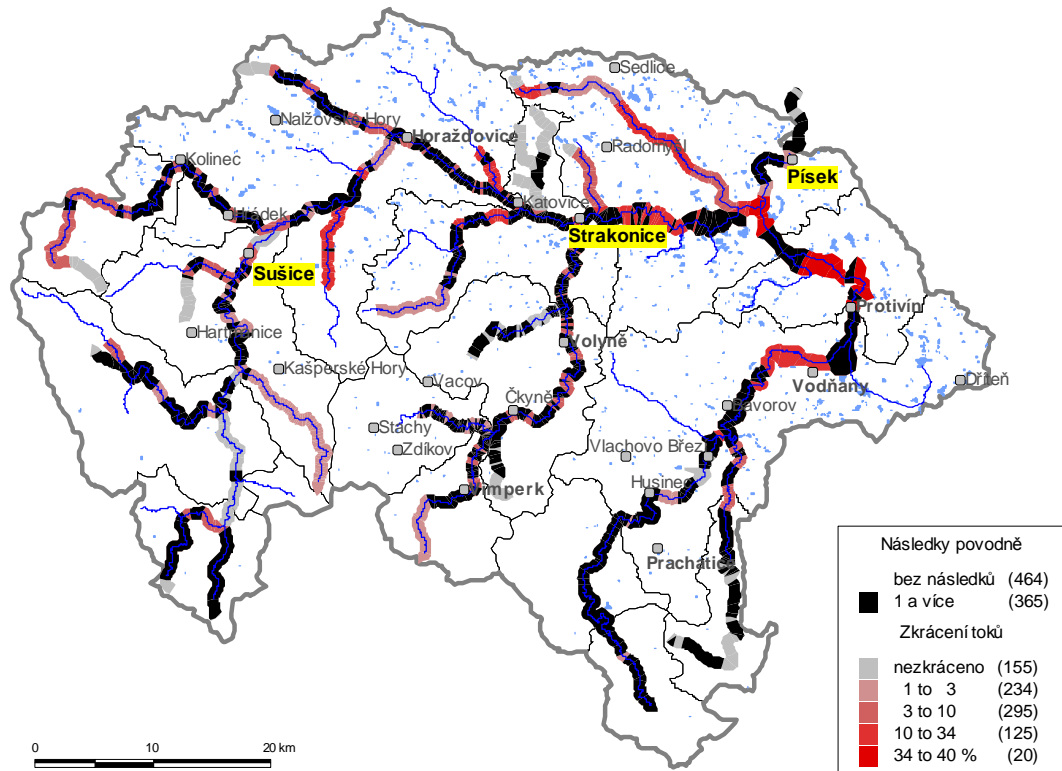 Sedlice
Nalžovské Hory
Horažďovice
Radomyšl
Kolinec
Písek
Katovice
Hrádek
Strakonice
Sušice
Protivín
Hartmanice
Volyně
Kašperské Hory
Vodňany
Vacov
Dříteň
Čkyně
Bavorov
Stachy
Zdíkov
Vlachovo Březí
Vimperk
Husinec
Prachatice
Následky povodně
bez následků (464)
1 a více (365)
Zkrácení toků
nezkráceno (155)
1 to 3 (234)
3 to 10 (295)
10 to 34 (125)
34 to 40 % (20)
0 10 20 km